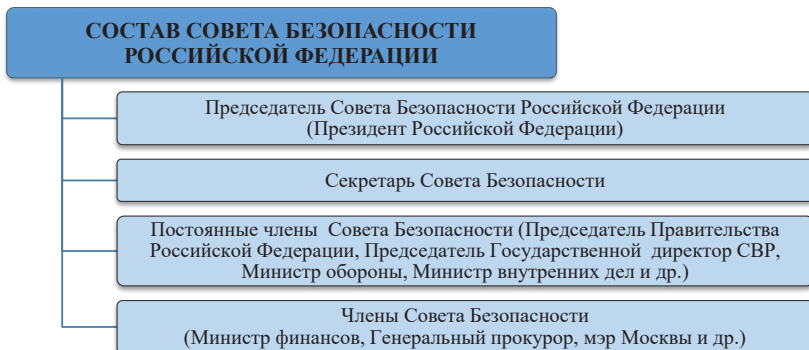 СОСТАВ СОВЕТА БЕЗОПАСНОСТИ
РОССИЙСКОЙ ФЕДЕРАЦИИ
Председатель Совета Безопасности Российской Федерации
(Президент Российской Федерации)
Секретарь Совета Безопасности
Постоянные члены Совета Безопасности (Председатель Правительства
Российской Федерации, Председатель Государственной директор СВР,
Министр обороны, Министр внутренних дел и др.)
Члены Совета Безопасности
(Министр финансов, Генеральный прокурор, мэр Москвы и др.)